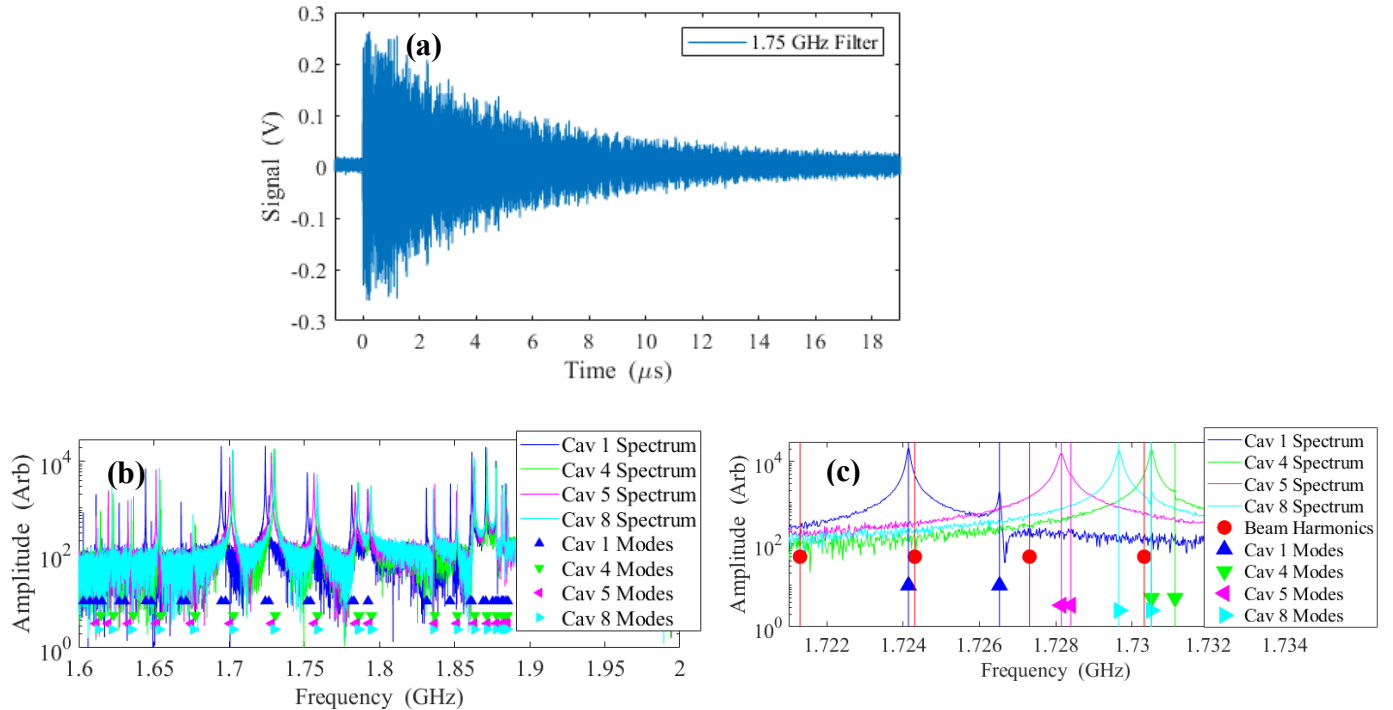 0.3
0.2
0.1
0
-0.1
-0.2
-0.3
Signal (V)
(a)
1.75 GHz Filter
0 2 4 6 8 10 12 14 16 18
Time (μs)
10^4
10^2
10^0
Amplitude (Arb)
(b)
Cav 1 Spectrum
Cav 4 Spectrum
Cav 5 Spectrum
Cav 8 Spectrum
Cav 1 Modes
Cav 4 Modes
Cav 5 Modes
Cav 8 Modes
1.6 1.65 1.7 1.75 1.8 1.85 1.9 1.95 2
Frequency (GHz)
10^4
10^2
10^0
Amplitude (Arb)
(c)
Cav 1 Spectrum
Cav 4 Spectrum
Cav 5 Spectrum
Cav 8 Spectrum
Beam Harmonics
Cav 1 Modes
Cav 4 Modes
Cav 5 Modes
Cav 8 Modes
1.722 1.724 1.726 1.728 1.73 1.732 1.734
Frequency (GHz)